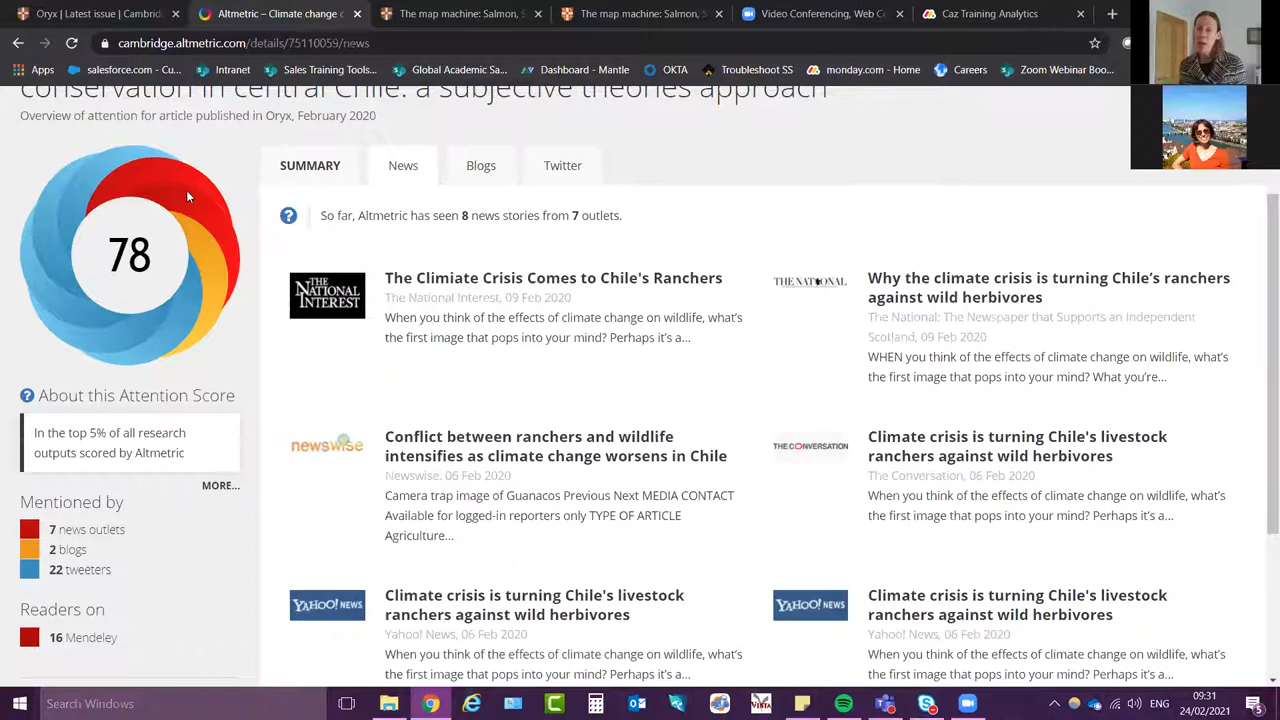 Oryx | Latest issue | Cambridg
Altmetric – Climate change c
The map machine: Salmon, S
The map machine: Salmon, S
Video Conferencing, Web Co
Caz Training Analytics
cambridge.altmetric.com/details/75110059/news
Apps
salesforce.com - Cu...
Intranet
Sales Training Tools...
Global Academic Sa...
Dashboard - Mantle
OKTA
Troubleshoot SS
monday.com - Home
Careers
Zoom Webinar Boo...
conservation in central Chile: a subjective theories approach
Overview of attention for article published in Oryx, February 2020
SUMMARY
News
Blogs
Twitter
78
So far, Altmetric has seen 8 news stories from 7 outlets.
THE NATIONAL INTEREST
The Climiate Crisis Comes to Chile's Ranchers
The National Interest, 09 Feb 2020
When you think of the effects of climate change on wildlife, what's
the first image that pops into your mind? Perhaps it's a...
THE NATIONAL
Why the climate crisis is turning Chile's ranchers
against wild herbivores
The National: The Newspaper that Supports an Independent
Scotland, 09 Feb 2020
WHEN you think of the effects of climate change on wildlife, what's
the first image that pops into your mind? What you're...
About this Attention Score
In the top 5% of all research
outputs scored by Altmetric
MORE...
Mentioned by
7 news outlets
2 blogs
22 tweeters
Readers on
16 Mendeley
newswise
Conflict between ranchers and wildlife
intensifies as climate change worsens in Chile
Newswise, 06 Feb 2020
Camera trap image of Guanacos Previous Next MEDIA CONTACT
Available for logged-in reporters only TYPE OF ARTICLE
Agriculture...
THE CONVERSATION
Climate crisis is turning Chile's livestock
ranchers against wild herbivores
The Conversation, 06 Feb 2020
When you think of the effects of climate change on wildlife, what's
the first image that pops into your mind? Perhaps it's a...
YAHOO! NEWS
Climate crisis is turning Chile's livestock
ranchers against wild herbivores
Yahoo! News, 06 Feb 2020
When you think of the effects of climate change on wildlife, what's
the first image that pops into your mind? Perhaps it's a...
YAHOO! NEWS
Climate crisis is turning Chile's livestock
ranchers against wild herbivores
Yahoo! News, 06 Feb 2020
When you think of the effects of climate change on wildlife, what's
the first image that pops into your mind? Perhaps it's a...
Search Windows
09:31
24/02/2021
5